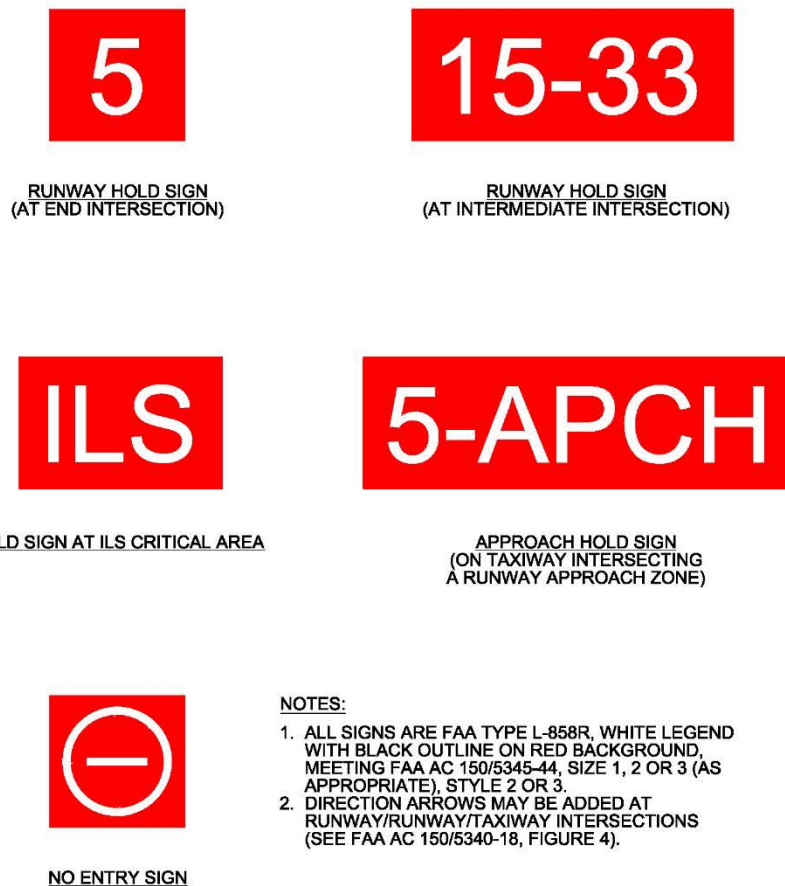 5
15-33
RUNWAY HOLD SIGN
(AT END INTERSECTION)
RUNWAY HOLD SIGN
(AT INTERMEDIATE INTERSECTION)
ILS
5-APCH
LD SIGN AT ILS CRITICAL AREA
APPROACH HOLD SIGN
(ON TAXIWAY INTERSECTING
A RUNWAY APPROACH ZONE)
NO ENTRY SIGN
NOTES:
1. ALL SIGNS ARE FAA TYPE L-858R, WHITE LEGEND
WITH BLACK OUTLINE ON RED BACKGROUND,
MEETING FAA AC 150/5345-44, SIZE 1, 2 OR 3 (AS
APPROPRIATE), STYLE 2 OR 3.
2. DIRECTION ARROWS MAY BE ADDED AT
RUNWAY/RUNWAY/TAXIWAY INTERSECTIONS
(SEE FAA AC 150/5340-18, FIGURE 4).